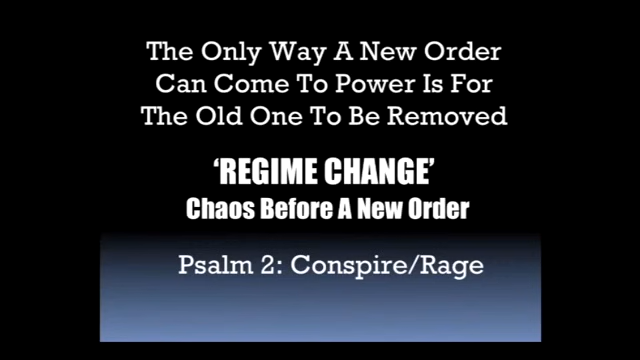 The Only Way A New Order
Can Come To Power Is For
The Old One To Be Removed
‘REGIME CHANGE’
Chaos Before A New Order
Psalm 2: Conspire/Rage